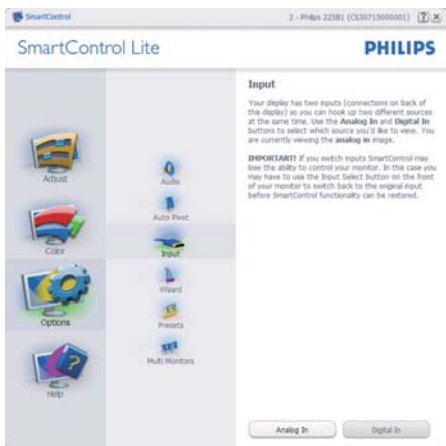 SmartControl
2 - Philips 225B1 (CS30715000001)
? X
SmartControl Lite
PHILIPS
Adjust
Color
Options
Help
Audio
Auto Pivot
Input
Wizard
Presets
Multi Monitors
Input
Your display has two inputs (connections on back of
the display) so you can hook up two different sources
at the same time. Use the Analog In and Digital In
buttons to select which source you'd like to view. You
are currently viewing the analog in image.
IMPORTANT! If you switch inputs SmartControl may
lose the ability to control your monitor. In the case you
may have to use the Input Select button on the front
of your monitor to switch back to the original input
before SmartControl functionality can be restored.
Analog In
Digital In